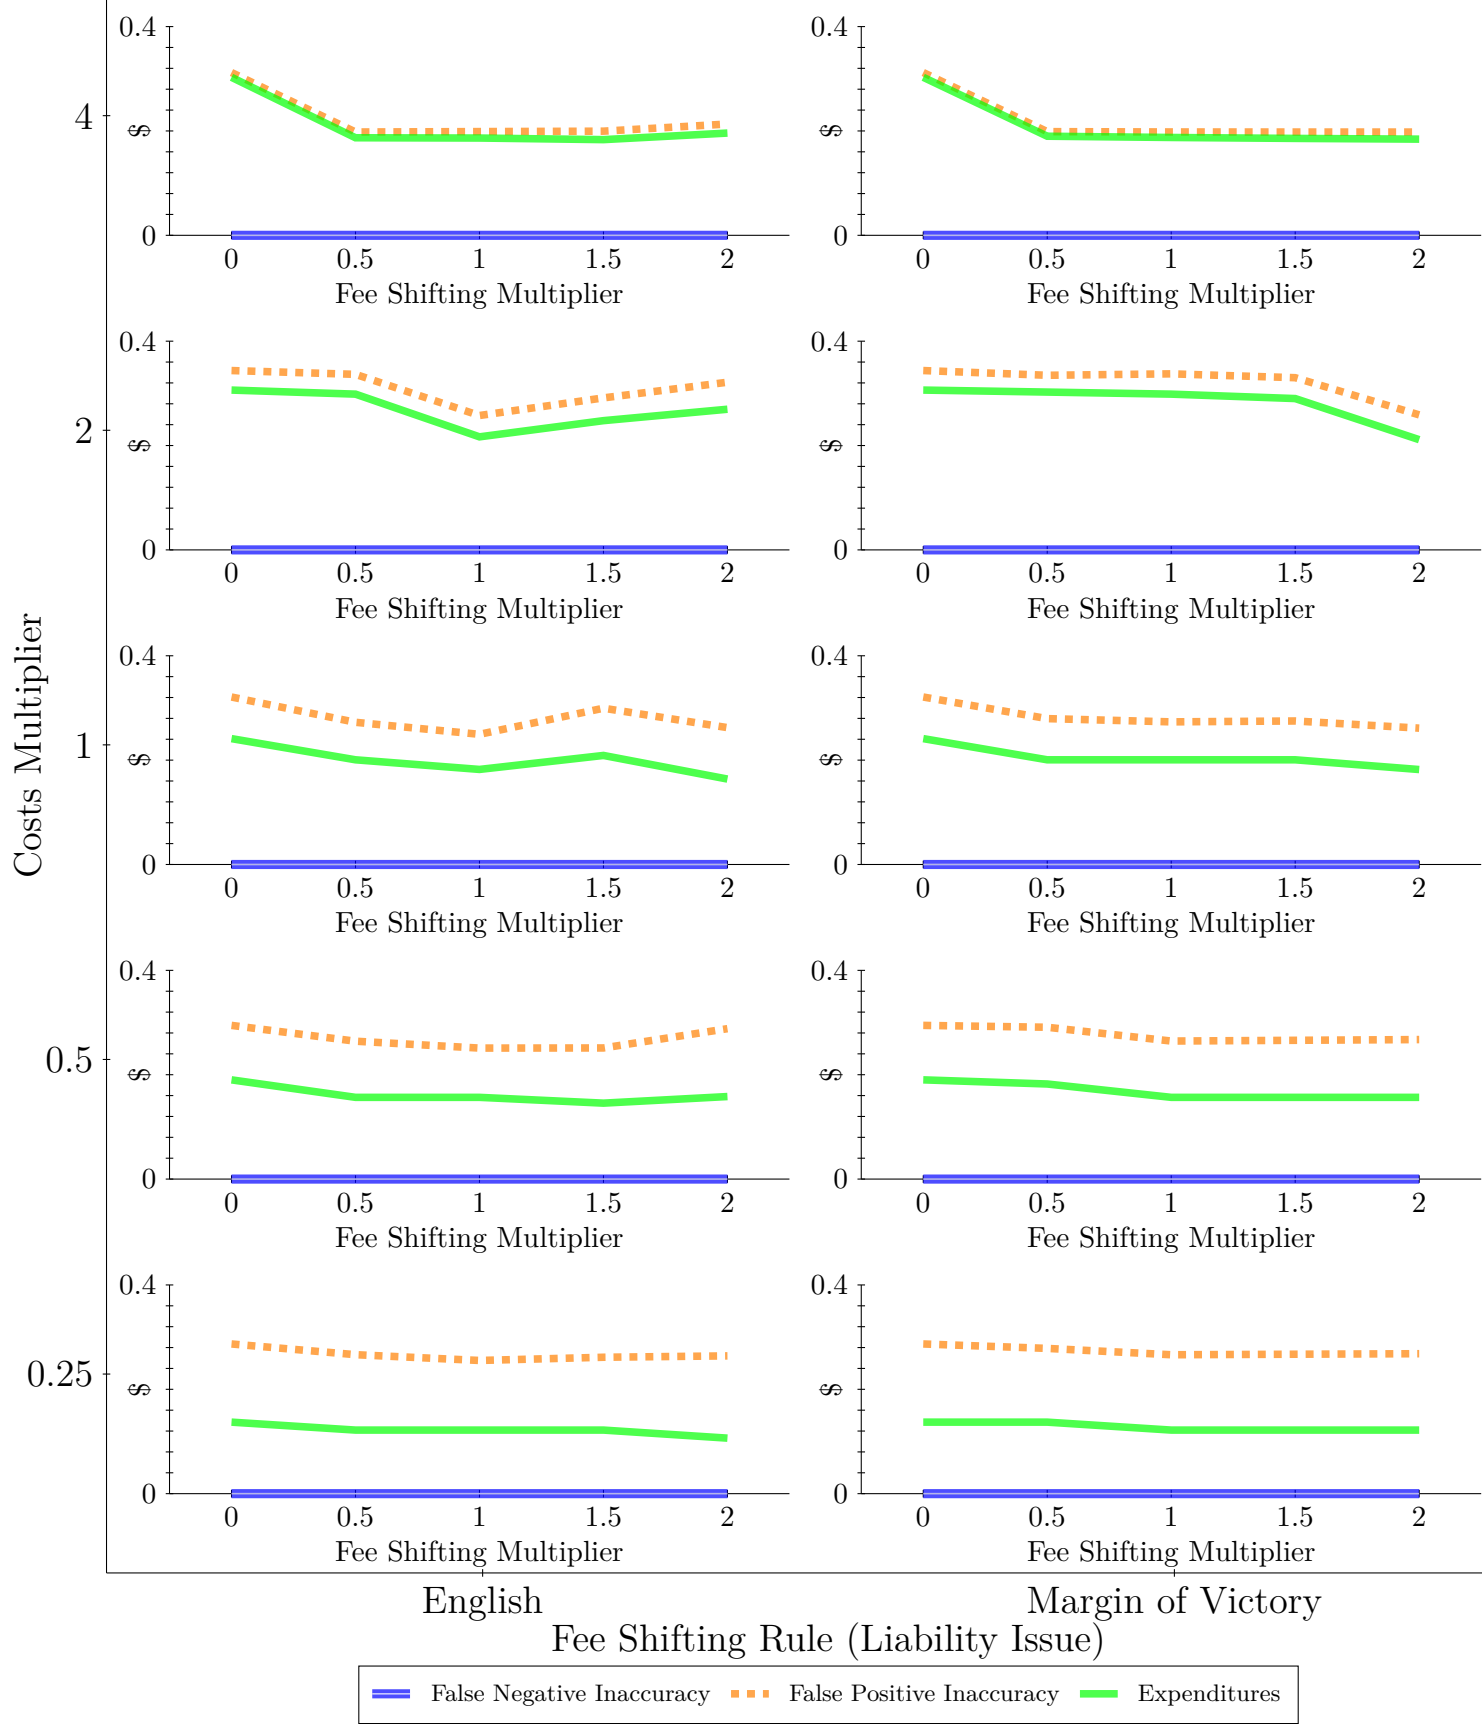 Costs Multiplier
4
0.4
$
0
0 0.5 1 1.5 2
Fee Shifting Multiplier
0.4
$
0
0 0.5 1 1.5 2
Fee Shifting Multiplier
2
0.4
$
0
0 0.5 1 1.5 2
Fee Shifting Multiplier
0.4
$
0
0 0.5 1 1.5 2
Fee Shifting Multiplier
1
0.4
$
0
0 0.5 1 1.5 2
Fee Shifting Multiplier
0.4
$
0
0 0.5 1 1.5 2
Fee Shifting Multiplier
0.5
0.4
$
0
0 0.5 1 1.5 2
Fee Shifting Multiplier
0.4
$
0
0 0.5 1 1.5 2
Fee Shifting Multiplier
0.25
0.4
$
0
0 0.5 1 1.5 2
Fee Shifting Multiplier
0.4
$
0
0 0.5 1 1.5 2
Fee Shifting Multiplier
English
Margin of Victory
Fee Shifting Rule (Liability Issue)
False Negative Inaccuracy False Positive Inaccuracy Expenditures